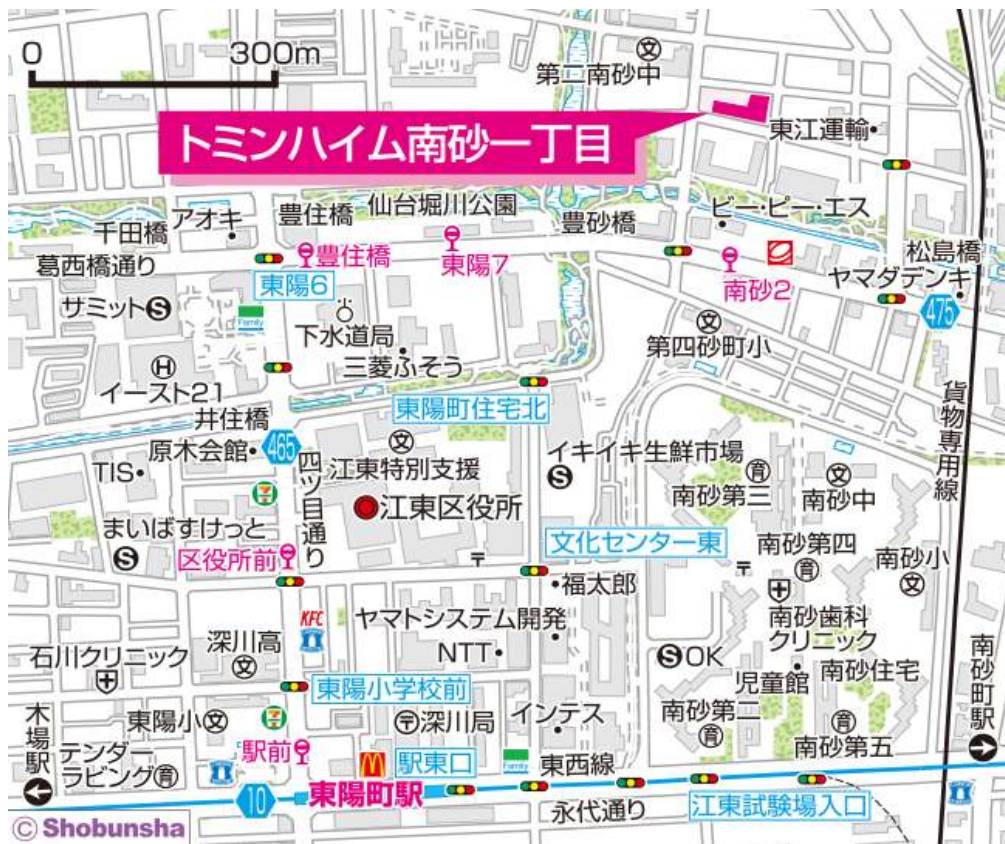 0 300m
第二南砂中
トミンハイム南砂一丁目
東江運輸
仙台堀川公園
アオキ
豊住橋
豊砂橋
ビー・ピー・エス
千田橋
葛西橋通り
豊住橋
東陽7
南砂2
松島橋
ヤマダデンキ
475
東陽6
サミットⓈ
Family
下水道局
三菱ふそう
第四砂町小
イースト21
東陽町住宅北
貨物専用線
井住橋
原木会館
465
四ツ目通り
江東特別支援
イキイキ生鮮市場
南砂第三
南砂中
TIS
江東区役所
まいばすけっと
区役所前
文化センター東
南砂第四
南砂小
福太郎
KFC
ヤマトシステム開発
南砂歯科
クリニック
深川高
石川クリニック
NTT
OK
児童館
南砂住宅
東陽小学校前
南砂第二
南砂第五
南砂町駅
東陽小
深川局
インテス
木場駅
駅前
駅東口
Family
東西線
テンダー
ラビング
10
東陽町駅
永代通り
江東試験場入口
© Shobunsha